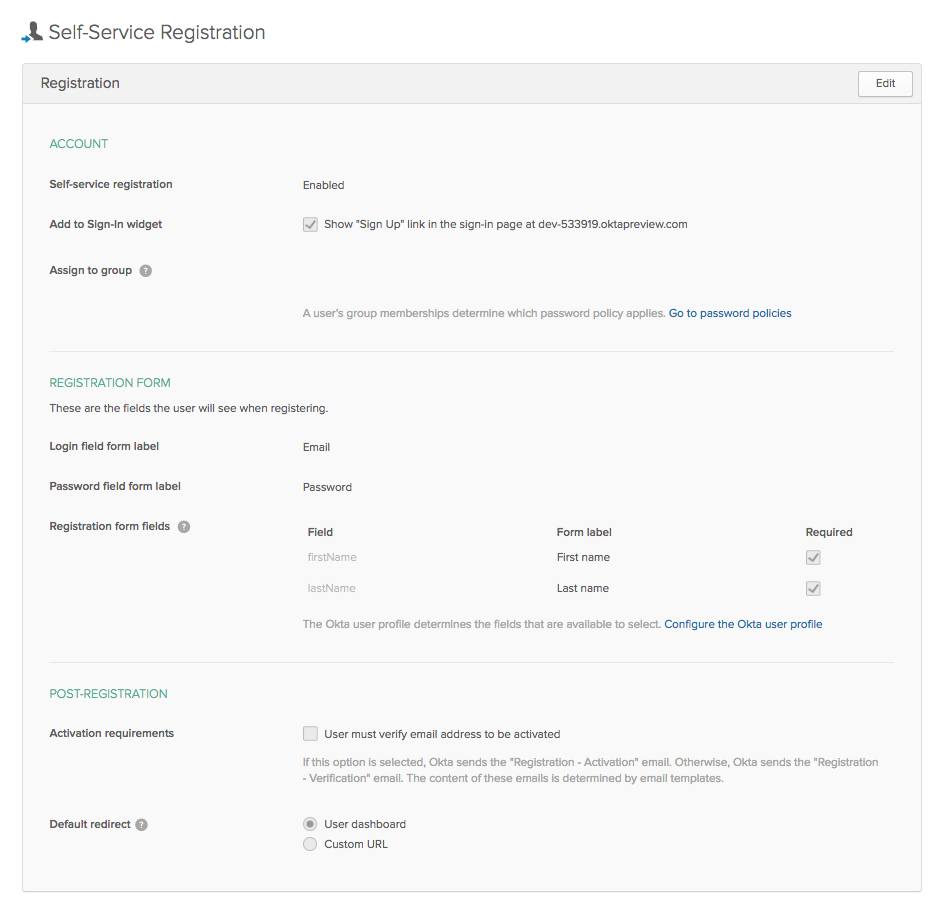 Self-Service Registration
Registration
Edit
ACCOUNT
Self-service registration
Enabled
Add to Sign-In widget
Show "Sign Up" link in the sign-in page at dev-533919.oktapreview.com
Assign to group ?
A user's group memberships determine which password policy applies. Go to password policies
REGISTRATION FORM
These are the fields the user will see when registering.
Login field form label
Email
Password field form label
Password
Registration form fields ?
Field Form label Required
firstName First name
lastName Last name
The Okta user profile determines the fields that are available to select. Configure the Okta user profile
POST-REGISTRATION
Activation requirements
User must verify email address to be activated
If this option is selected, Okta sends the "Registration - Activation" email. Otherwise, Okta sends the "Registration
- Verification" email. The content of these emails is determined by email templates.
Default redirect ?
User dashboard
Custom URL